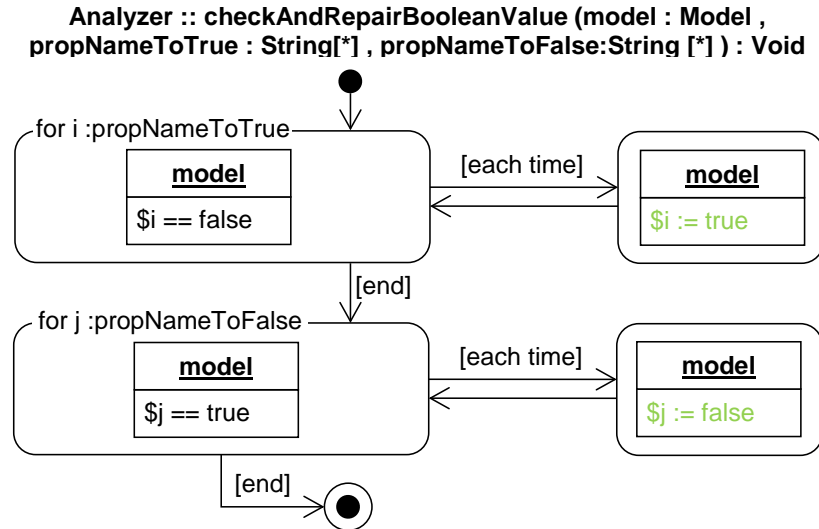 Analyzer :: checkAndRepairBooleanValue (model : Model ,
propNameToTrue : String[*] , propNameToFalse:String [*] ) : Void
for i :propNameToTrue
model
$i == false
[each time]
model
$i := true
[end]
for j :propNameToFalse
model
$j == true
[each time]
model
$j := false
[end]